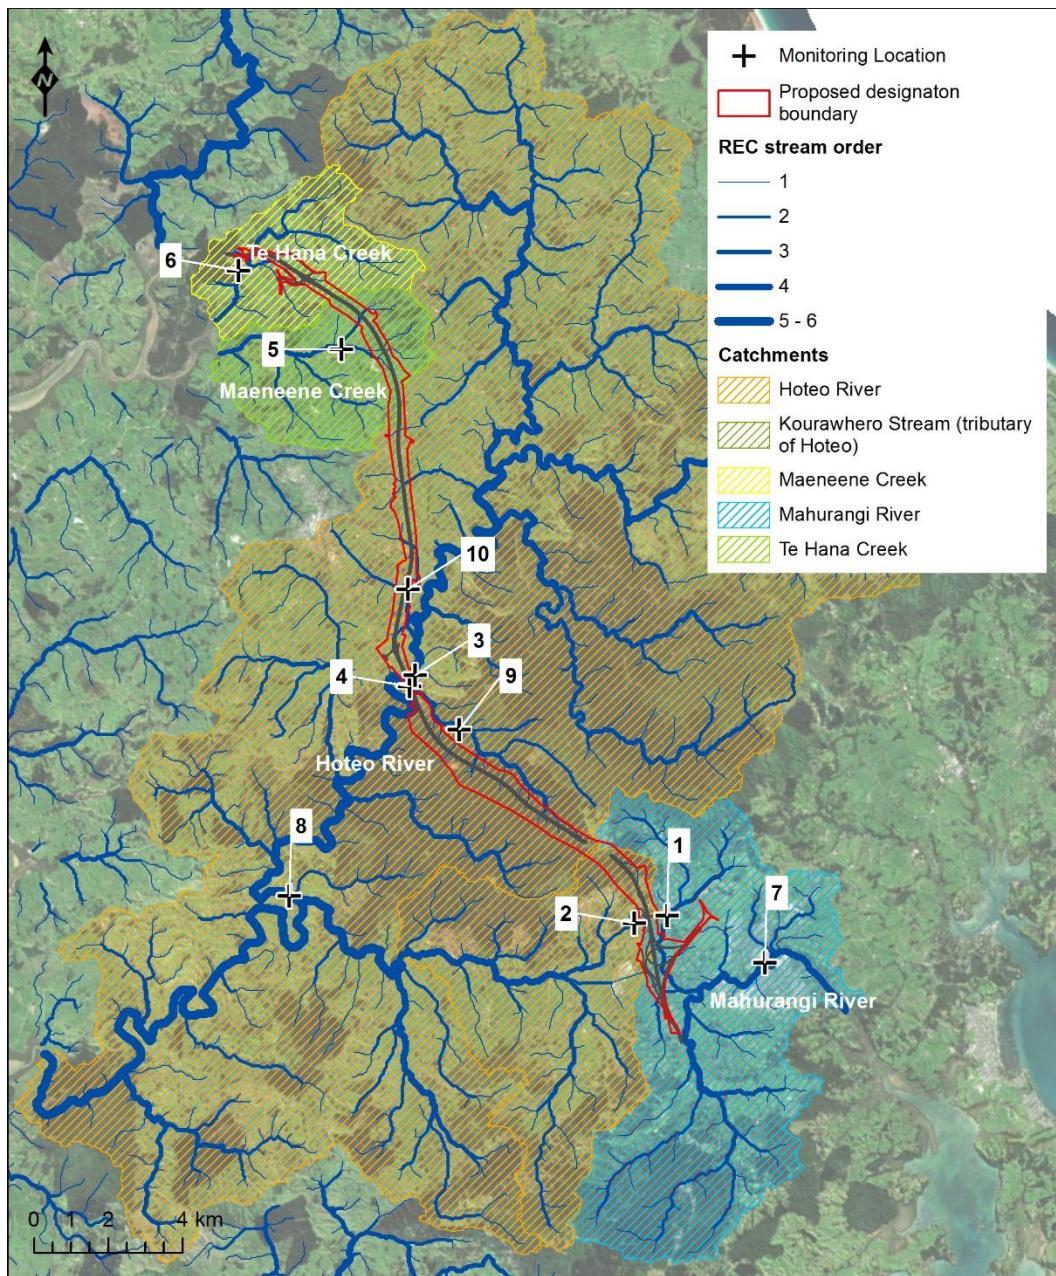 N
Monitoring Location
Proposed designaton
boundary
REC stream order
1
2
3
4
5 - 6
Catchments
Hoteo River
Kourawhero Stream (tributary
of Hoteo)
Maeneene Creek
Mahurangi River
Te Hana Creek
Te Hana Creek
6
5
Maeneene Creek
10
3
4
9
Hoteo River
8
1
2
7
Mahurangi River
0 1 2 4 km